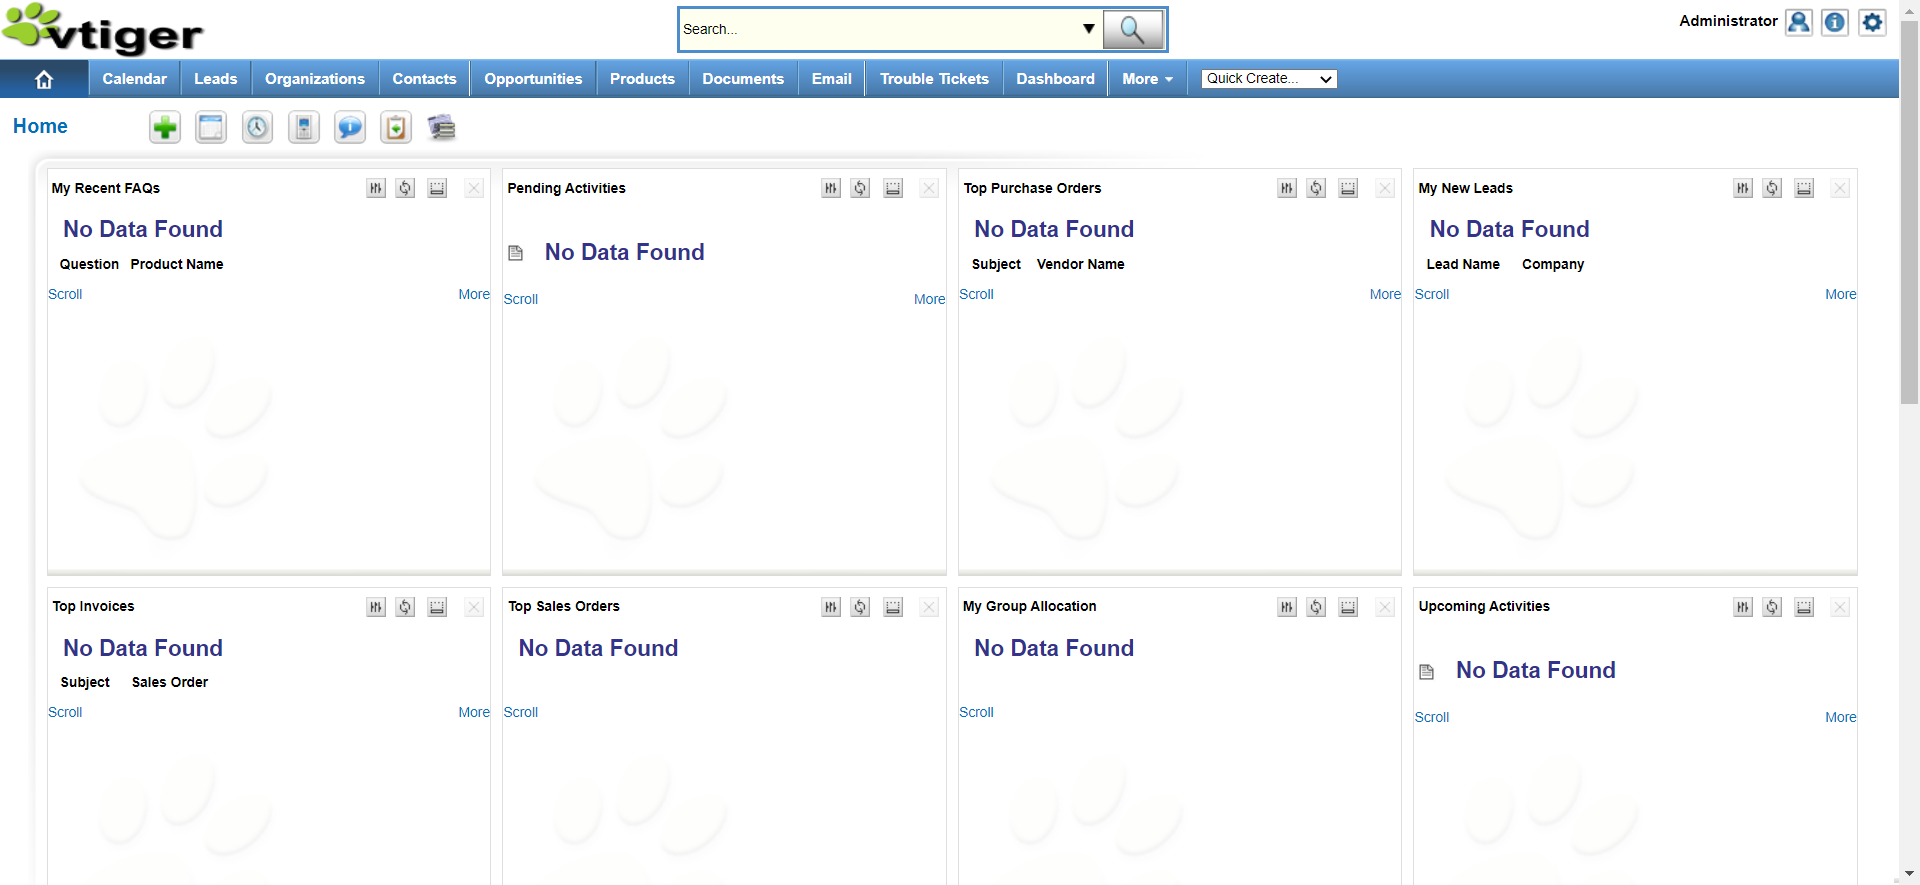 vtiger
Search...
Administrator
Calendar Leads Organizations Contacts Opportunities Products Documents Email Trouble Tickets Dashboard More Quick Create...
Home
My Recent FAQs
No Data Found
Question Product Name
Scroll More
Pending Activities
No Data Found
Scroll More
Top Purchase Orders
No Data Found
Subject Vendor Name
Scroll More
My New Leads
No Data Found
Lead Name Company
Scroll More
Top Invoices
No Data Found
Subject Sales Order
Scroll More
Top Sales Orders
No Data Found
Scroll
My Group Allocation
No Data Found
Scroll
Upcoming Activities
No Data Found
Scroll More